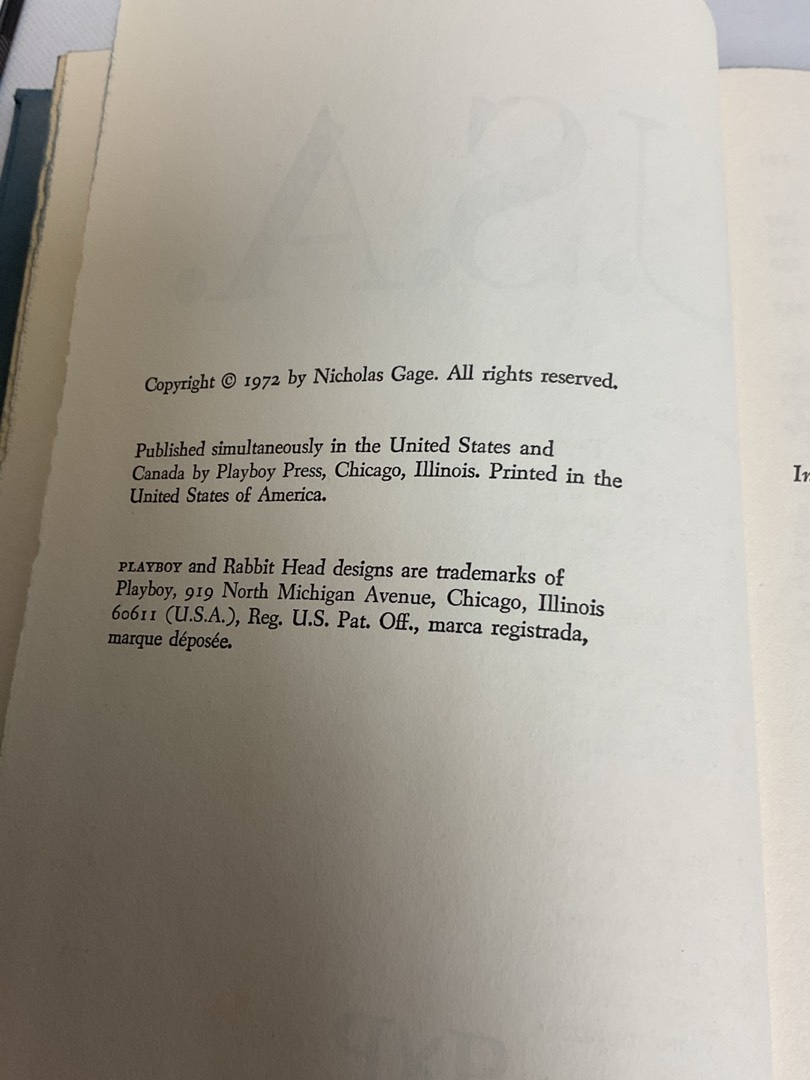 Copyright © 1972 by Nicholas Gage. All rights reserved.
Published simultaneously in the United States and
Canada by Playboy Press, Chicago, Illinois. Printed in the
United States of America.
PLAYBOY and Rabbit Head designs are trademarks of
Playboy, 919 North Michigan Avenue, Chicago, Illinois
60611 (U.S.A.), Reg. U.S. Pat. Off., marca registrada,
marque déposée.